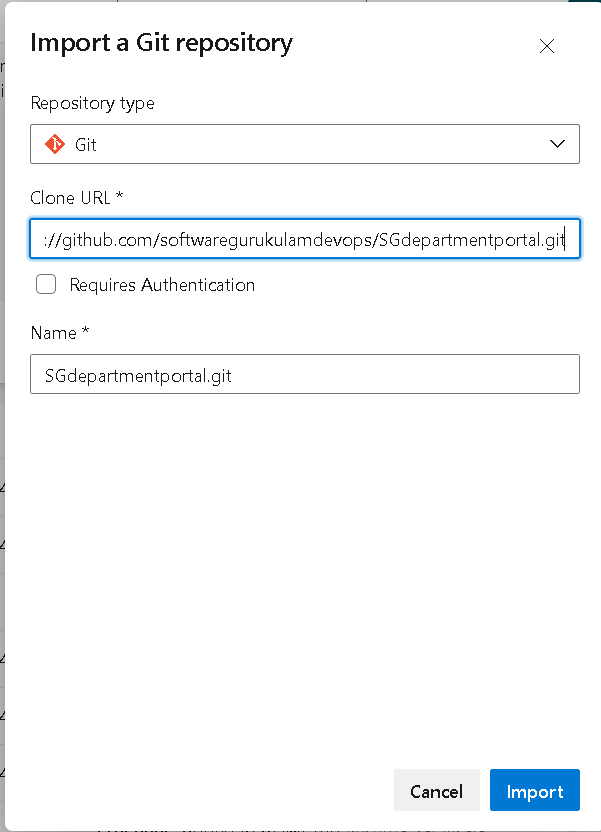 Import a Git repository
Repository type
Git
Clone URL *
://github.com/softwaregurukulamdevops/SGdepartmentportal.git
Requires Authentication
Name *
SGdepartmentportal.git
Cancel
Import